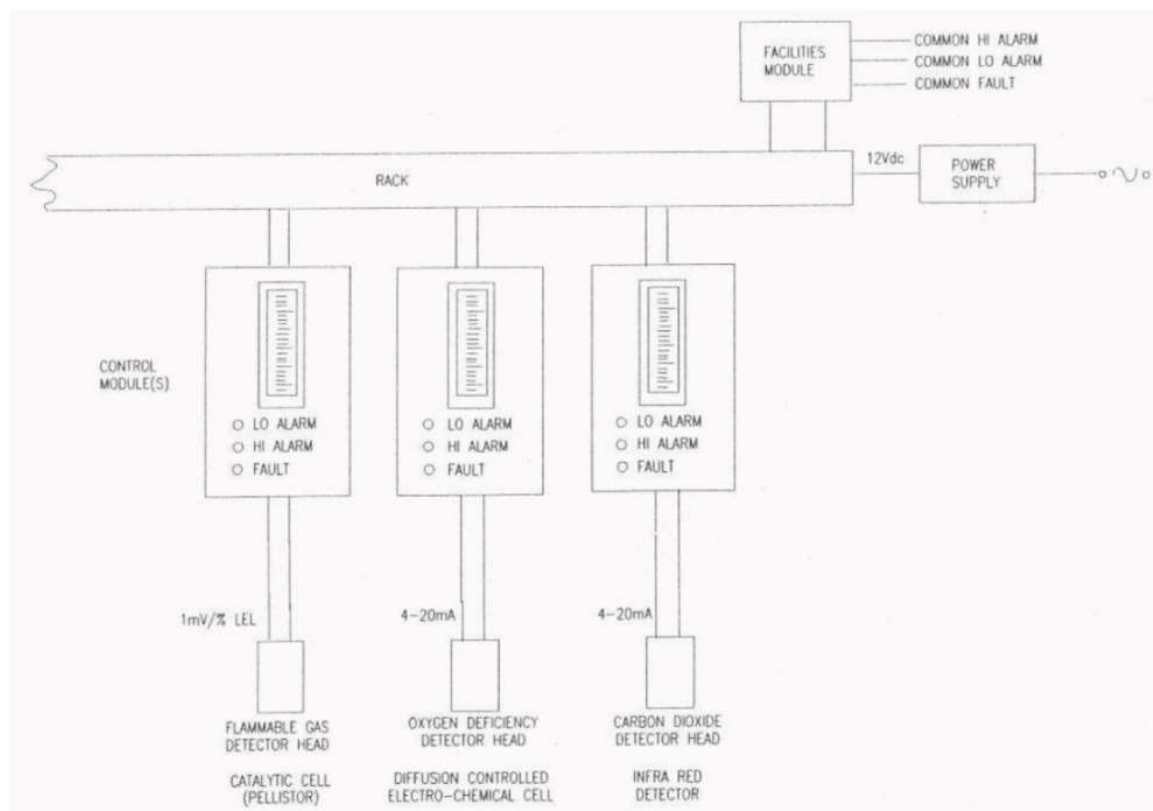 FACILITIES
MODULE
COMMON HI ALARM
COMMON LO ALARM
COMMON FAULT
RACK
12Vdc
POWER
SUPPLY
CONTROL
MODULE(S)
LO ALARM
HI ALARM
FAULT
LO ALARM
HI ALARM
FAULT
LO ALARM
HI ALARM
FAULT
1mV/% LEL
4-20mA
4-20mA
FLAMMABLE GAS
DETECTOR HEAD
CATALYTIC CELL
(PELLISTOR)
OXYGEN DEFICIENCY
DETECTOR HEAD
DIFFUSION CONTROLLED
ELECTRO-CHEMICAL CELL
CARBON DIOXIDE
DETECTOR HEAD
INFRA RED
DETECTOR